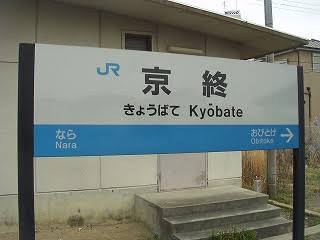 JR 京終
きょうばて Kyōbate
なら おびとけ →
Nara Obitoke